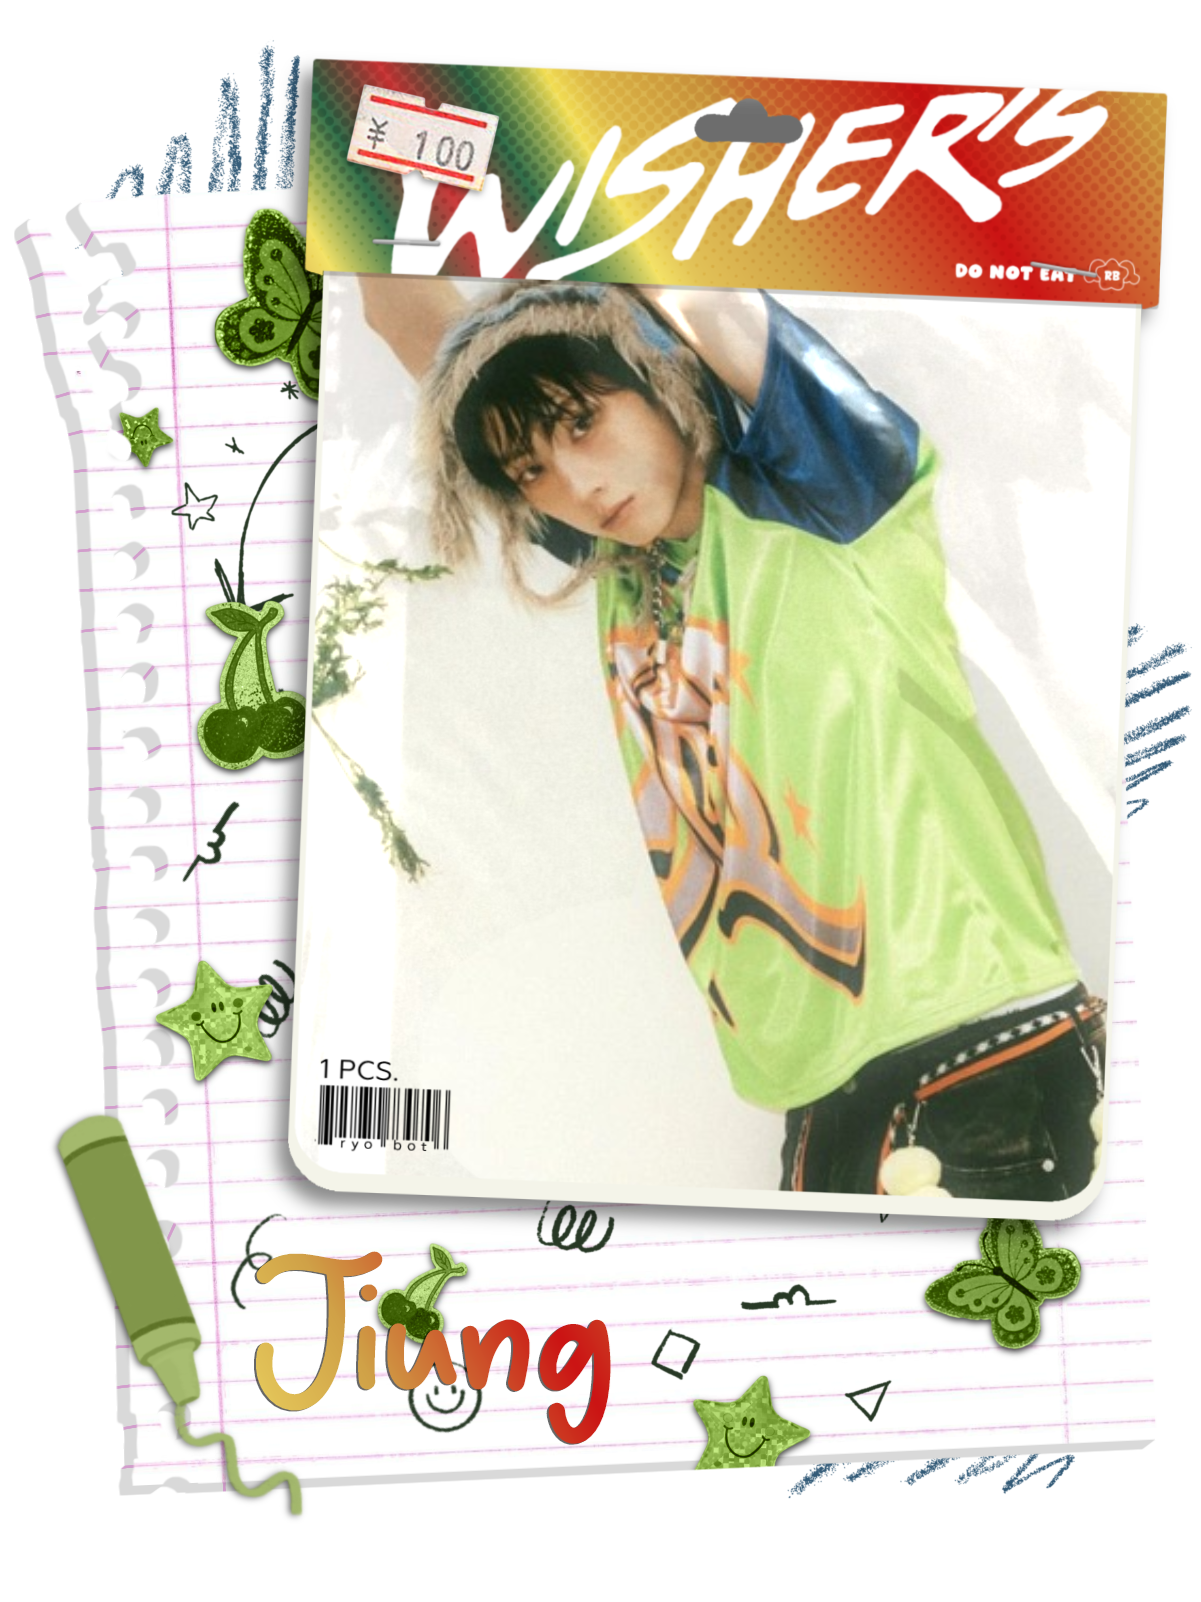 ¥ 100
WISHER'S
DO NOT EAT RB
1 PCS.
ryo bot
Jiung